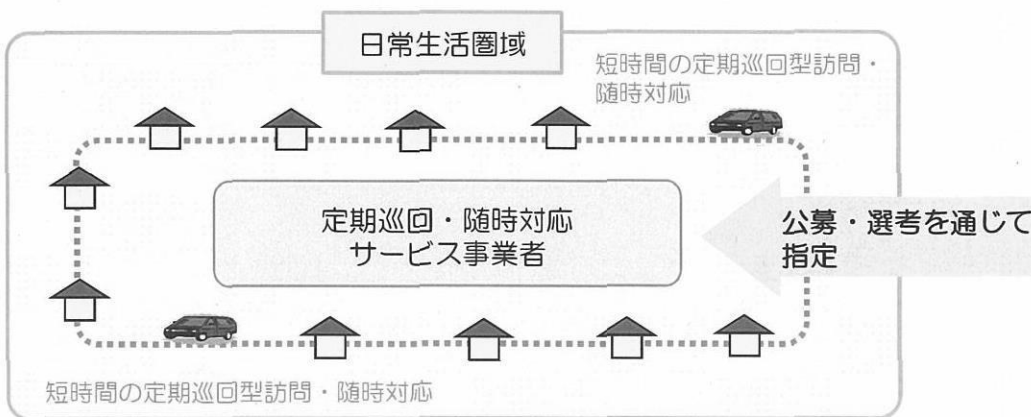 日常生活圏域
短時間の定期巡回型訪問・
随時対応
定期巡回・随時対応
サービス事業者
公募・選考を通じて
指定
短時間の定期巡回型訪問・随時対応